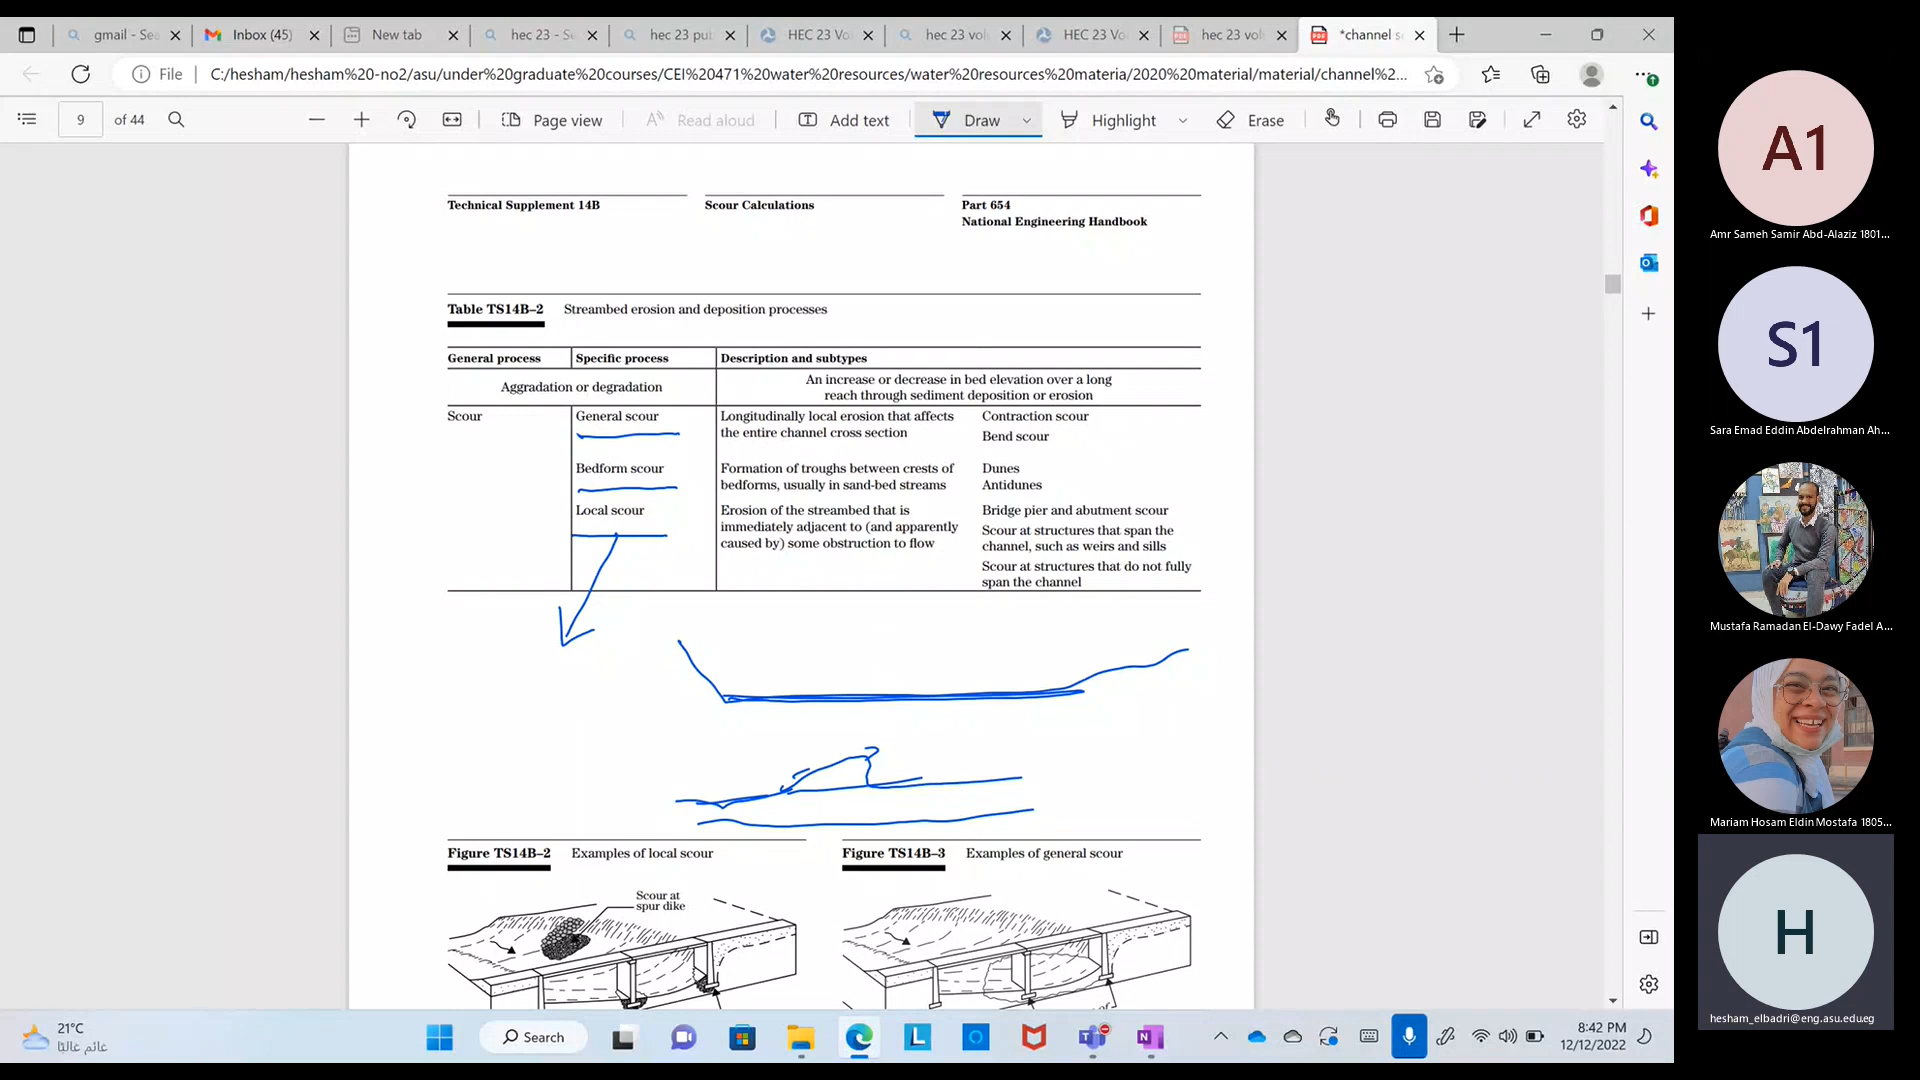 gmail - Sea
Inbox (45)
New tab
hec 23 - Se
hec 23 pub
HEC 23 Vo
hec 23 volu
HEC 23 Vo
hec 23 volu
*channel sc
File
C:/hesham/hesham%20-no2/asu/under%20graduate%20courses/CEI%20471%20water%20resources/water%20resources%20materia/2020%20material/material/channel%2...
9 of 44
Page view
Read aloud
Add text
Draw
Highlight
Erase
Technical Supplement 14B
Scour Calculations
Part 654
National Engineering Handbook
Table TS14B–2 Streambed erosion and deposition processes
General process Specific process Description and subtypes
Aggradation or degradation
An increase or decrease in bed elevation over a long
reach through sediment deposition or erosion
Scour
General scour
Longitudinally local erosion that affects
the entire channel cross section
Contraction scour
Bend scour
Bedform scour
Formation of troughs between crests of
bedforms, usually in sand-bed streams
Dunes
Antidunes
Local scour
Erosion of the streambed that is
immediately adjacent to (and apparently
caused by) some obstruction to flow
Bridge pier and abutment scour
Scour at structures that span the
channel, such as weirs and sills
Scour at structures that do not fully
span the channel
Figure TS14B–2 Examples of local scour
Scour at
spur dike
Figure TS14B–3 Examples of general scour
A1
Amr Sameh Samir Abd-Alaziz 1801...
S1
Sara Emad Eddin Abdelrahman Ah...
Mustafa Ramadan El-Dawy Fadel A...
Mariam Hosam Eldin Mostafa 1805...
H
hesham_elbadri@eng.asu.edu.eg
21°C
غائم غالبًا
Search
8:42 PM
12/12/2022